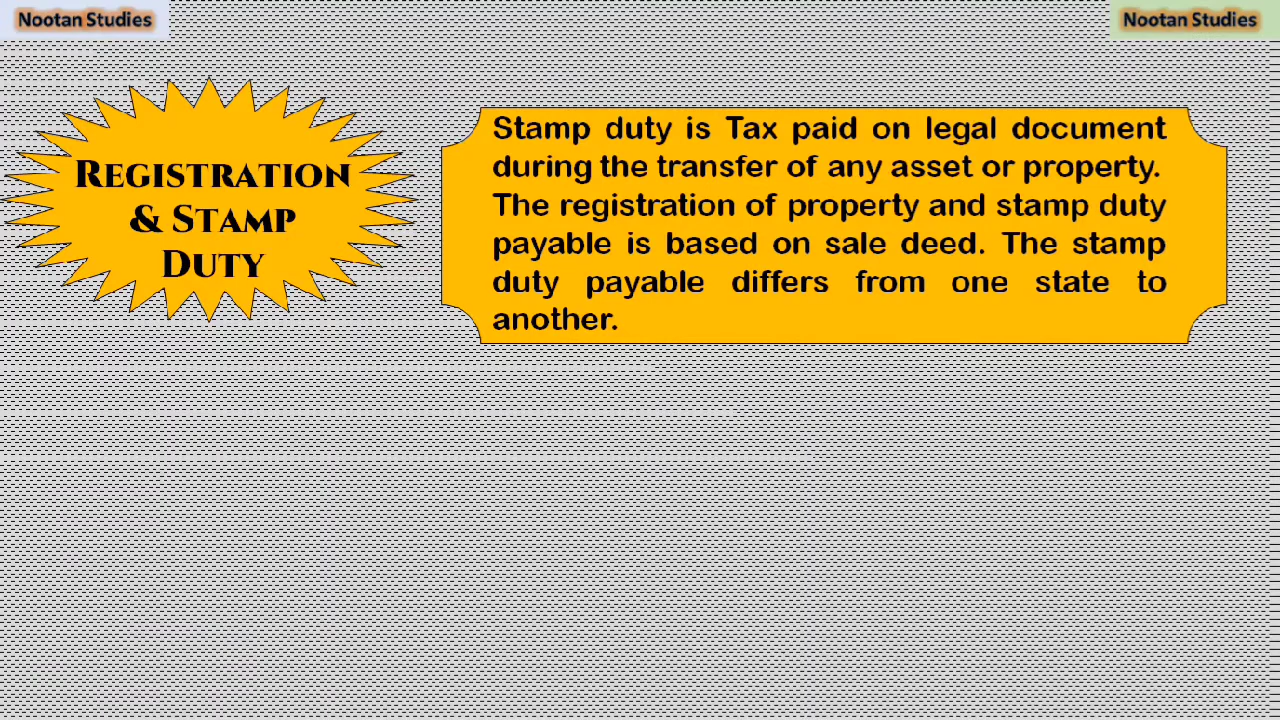 Nootan Studies
Nootan Studies
REGISTRATION
& STAMP
DUTY
Stamp duty is Tax paid on legal document
during the transfer of any asset or property.
The registration of property and stamp duty
payable is based on sale deed. The stamp
duty payable differs from one state to
another.